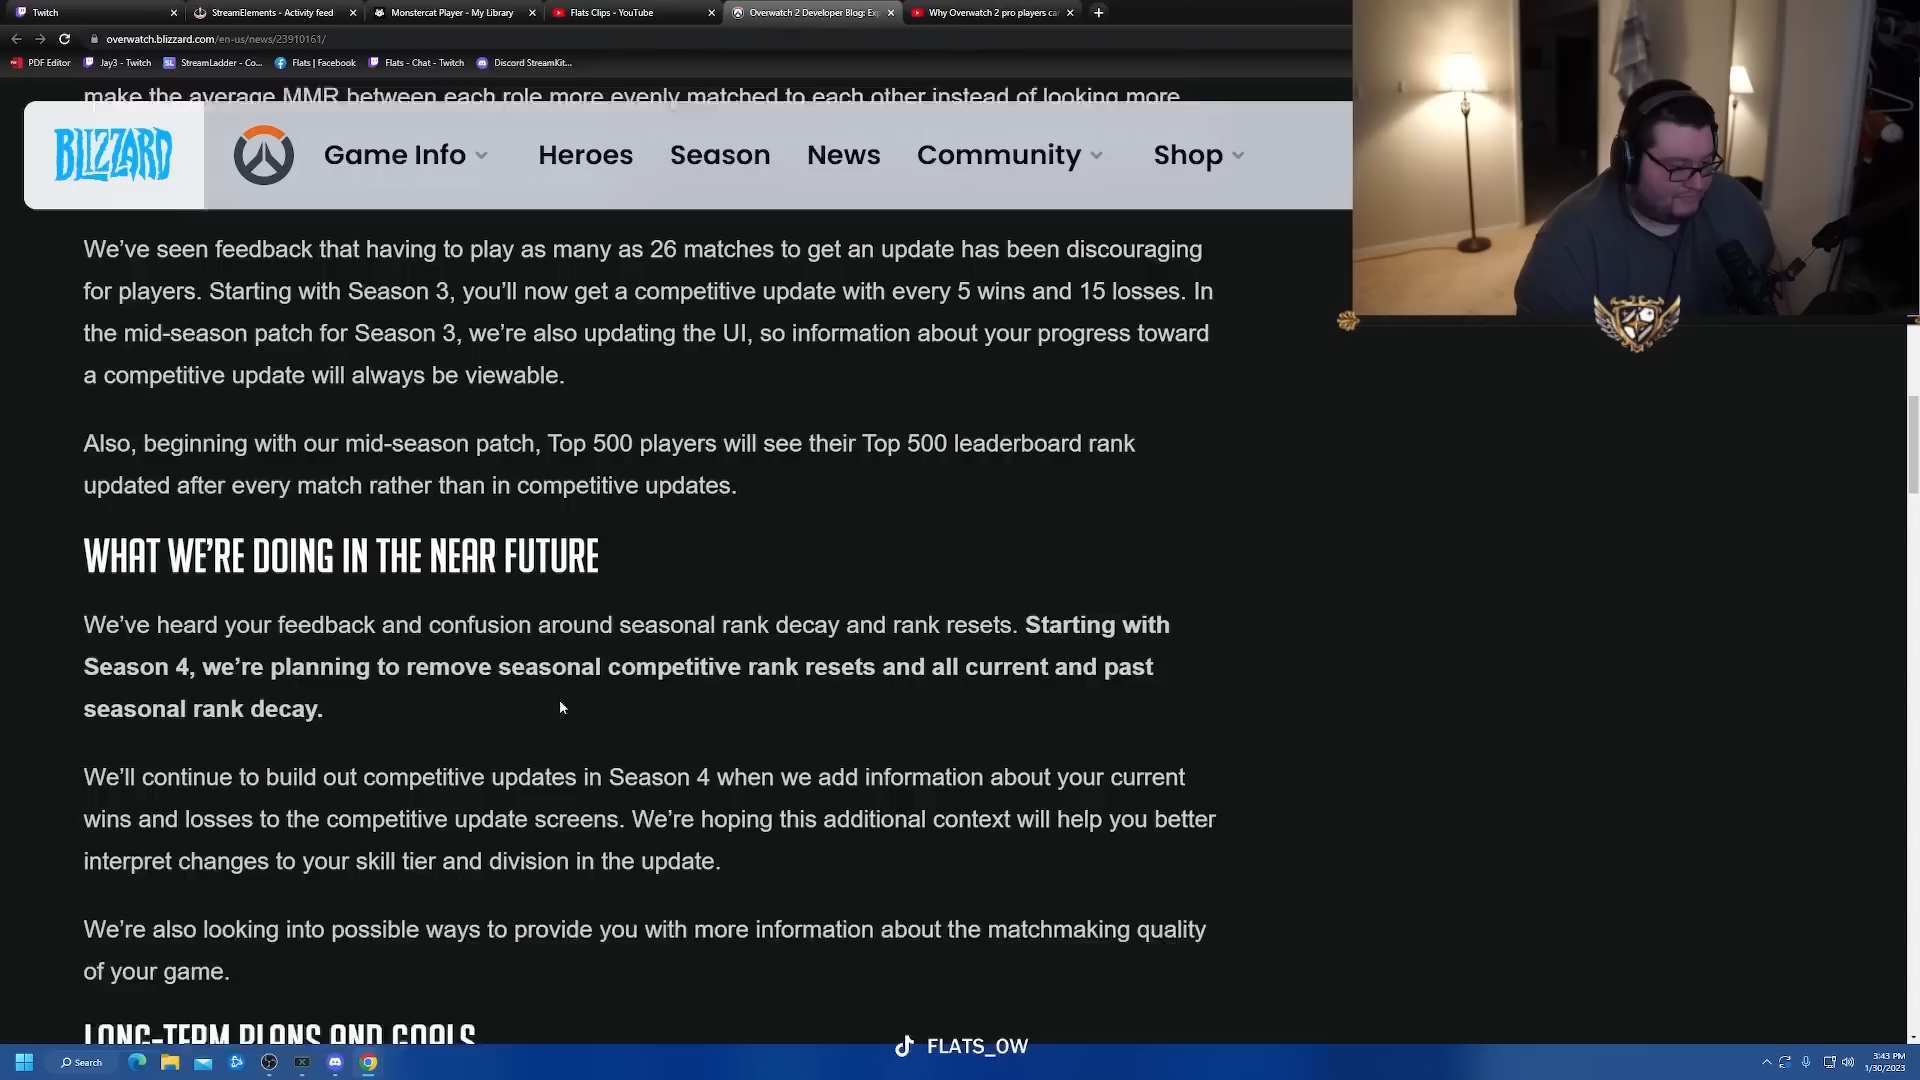 Twitch
StreamElements - Activity feed
Monstercat Player - My Library
Flats Clips - YouTube
Overwatch 2 Developer Blog: Ex
Why Overwatch 2 pro players ca
overwatch.blizzard.com/en-us/news/23910161/
PDF Editor
Jay3 - Twitch
StreamLadder - Co...
Flats | Facebook
Flats - Chat - Twitch
Discord StreamKit...
make the average MMR between each role more evenly matched to each other instead of looking more
BLIZZARD
Game Info
Heroes
Season
News
Community
Shop
We’ve seen feedback that having to play as many as 26 matches to get an update has been discouraging
for players. Starting with Season 3, you’ll now get a competitive update with every 5 wins and 15 losses. In
the mid-season patch for Season 3, we’re also updating the UI, so information about your progress toward
a competitive update will always be viewable.
Also, beginning with our mid-season patch, Top 500 players will see their Top 500 leaderboard rank
updated after every match rather than in competitive updates.
WHAT WE’RE DOING IN THE NEAR FUTURE
We’ve heard your feedback and confusion around seasonal rank decay and rank resets. Starting with
Season 4, we’re planning to remove seasonal competitive rank resets and all current and past
seasonal rank decay.
We’ll continue to build out competitive updates in Season 4 when we add information about your current
wins and losses to the competitive update screens. We’re hoping this additional context will help you better
interpret changes to your skill tier and division in the update.
We’re also looking into possible ways to provide you with more information about the matchmaking quality
of your game.
LONG-TERM PLANS AND GOALS
FLATS_OW
Search
3:43 PM
1/30/2023